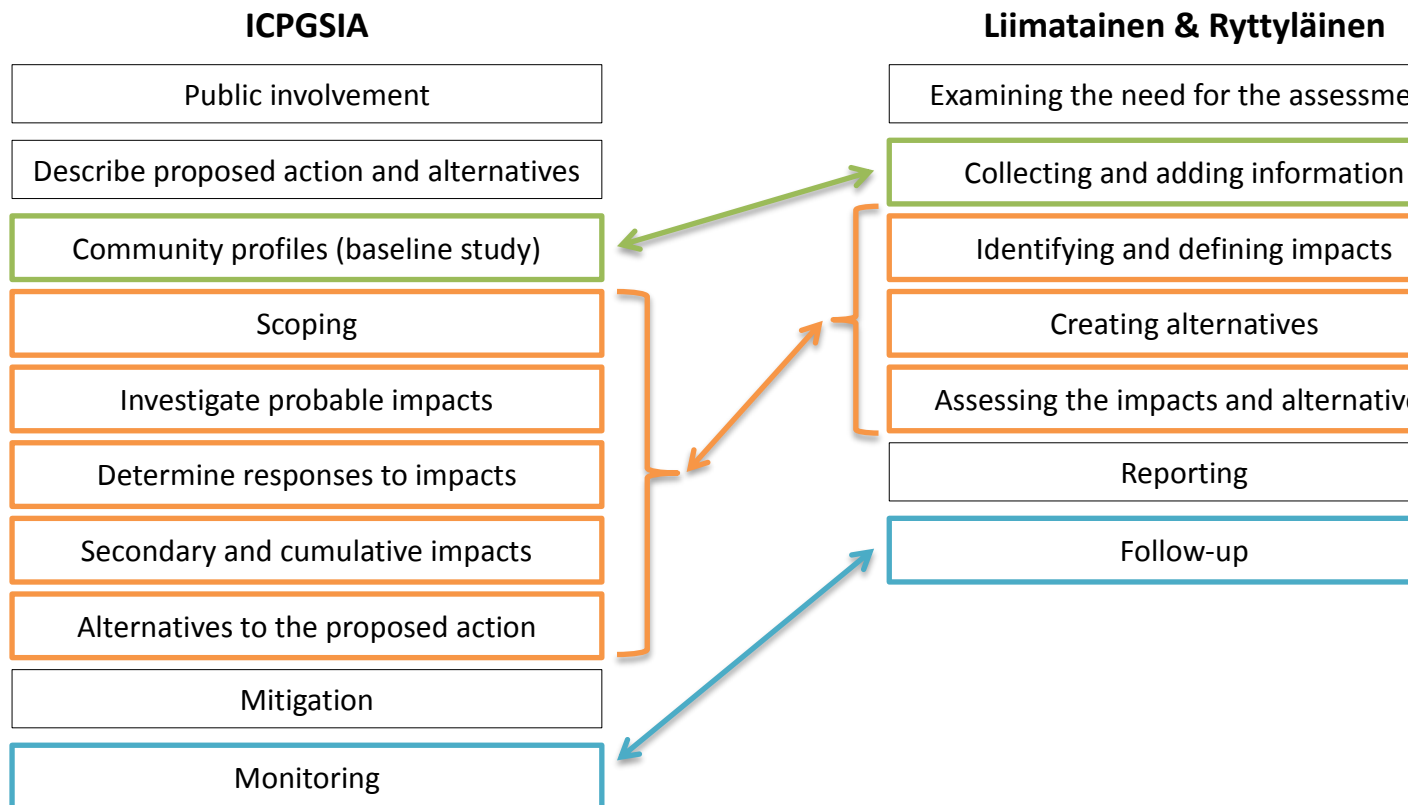 ICPGSIA
Public involvement
Describe proposed action and alternatives
Community profiles (baseline study)
Scoping
Investigate probable impacts
Determine responses to impacts
Secondary and cumulative impacts
Alternatives to the proposed action
Mitigation
Monitoring
Liimatainen & Ryttyläinen
Examining the need for the
Collecting and adding information
Identifying and defining impacts
Creating alternatives
Assessing the impacts and
Reporting
Follow-up